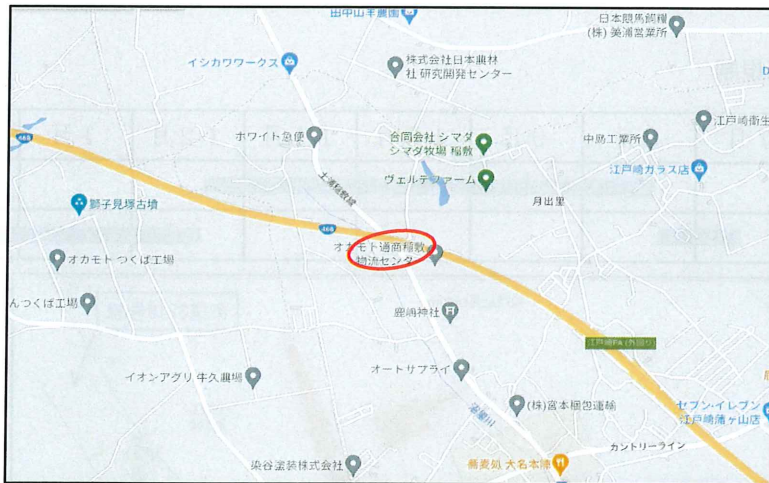 田中山羊農園
日本競馬飼糧
(株) 美浦営業所
イシカワワークス
株式会社日本農林
社 研究開発センター
468
ホワイト急便
合同会社 シマダ
シマダ牧場 稲敷
中島工業所
江戸崎衛生
江戸崎ガラス店
ヴェルデファーム
土浦稲敷線
月出里
獅子見塚古墳
468
オカモト通商稲敷
物流センター
オカモト つくば工場
んつくば工場
鹿嶋神社
江戸崎PA (外回り)
イオンアグリ 牛久農場
オートサプライ
(株)宮本梱包運輸
セブン-イレブン
江戸崎蒲ヶ山店
カントリーライン
染谷塗装株式会社
蕎麦処 大名本陣